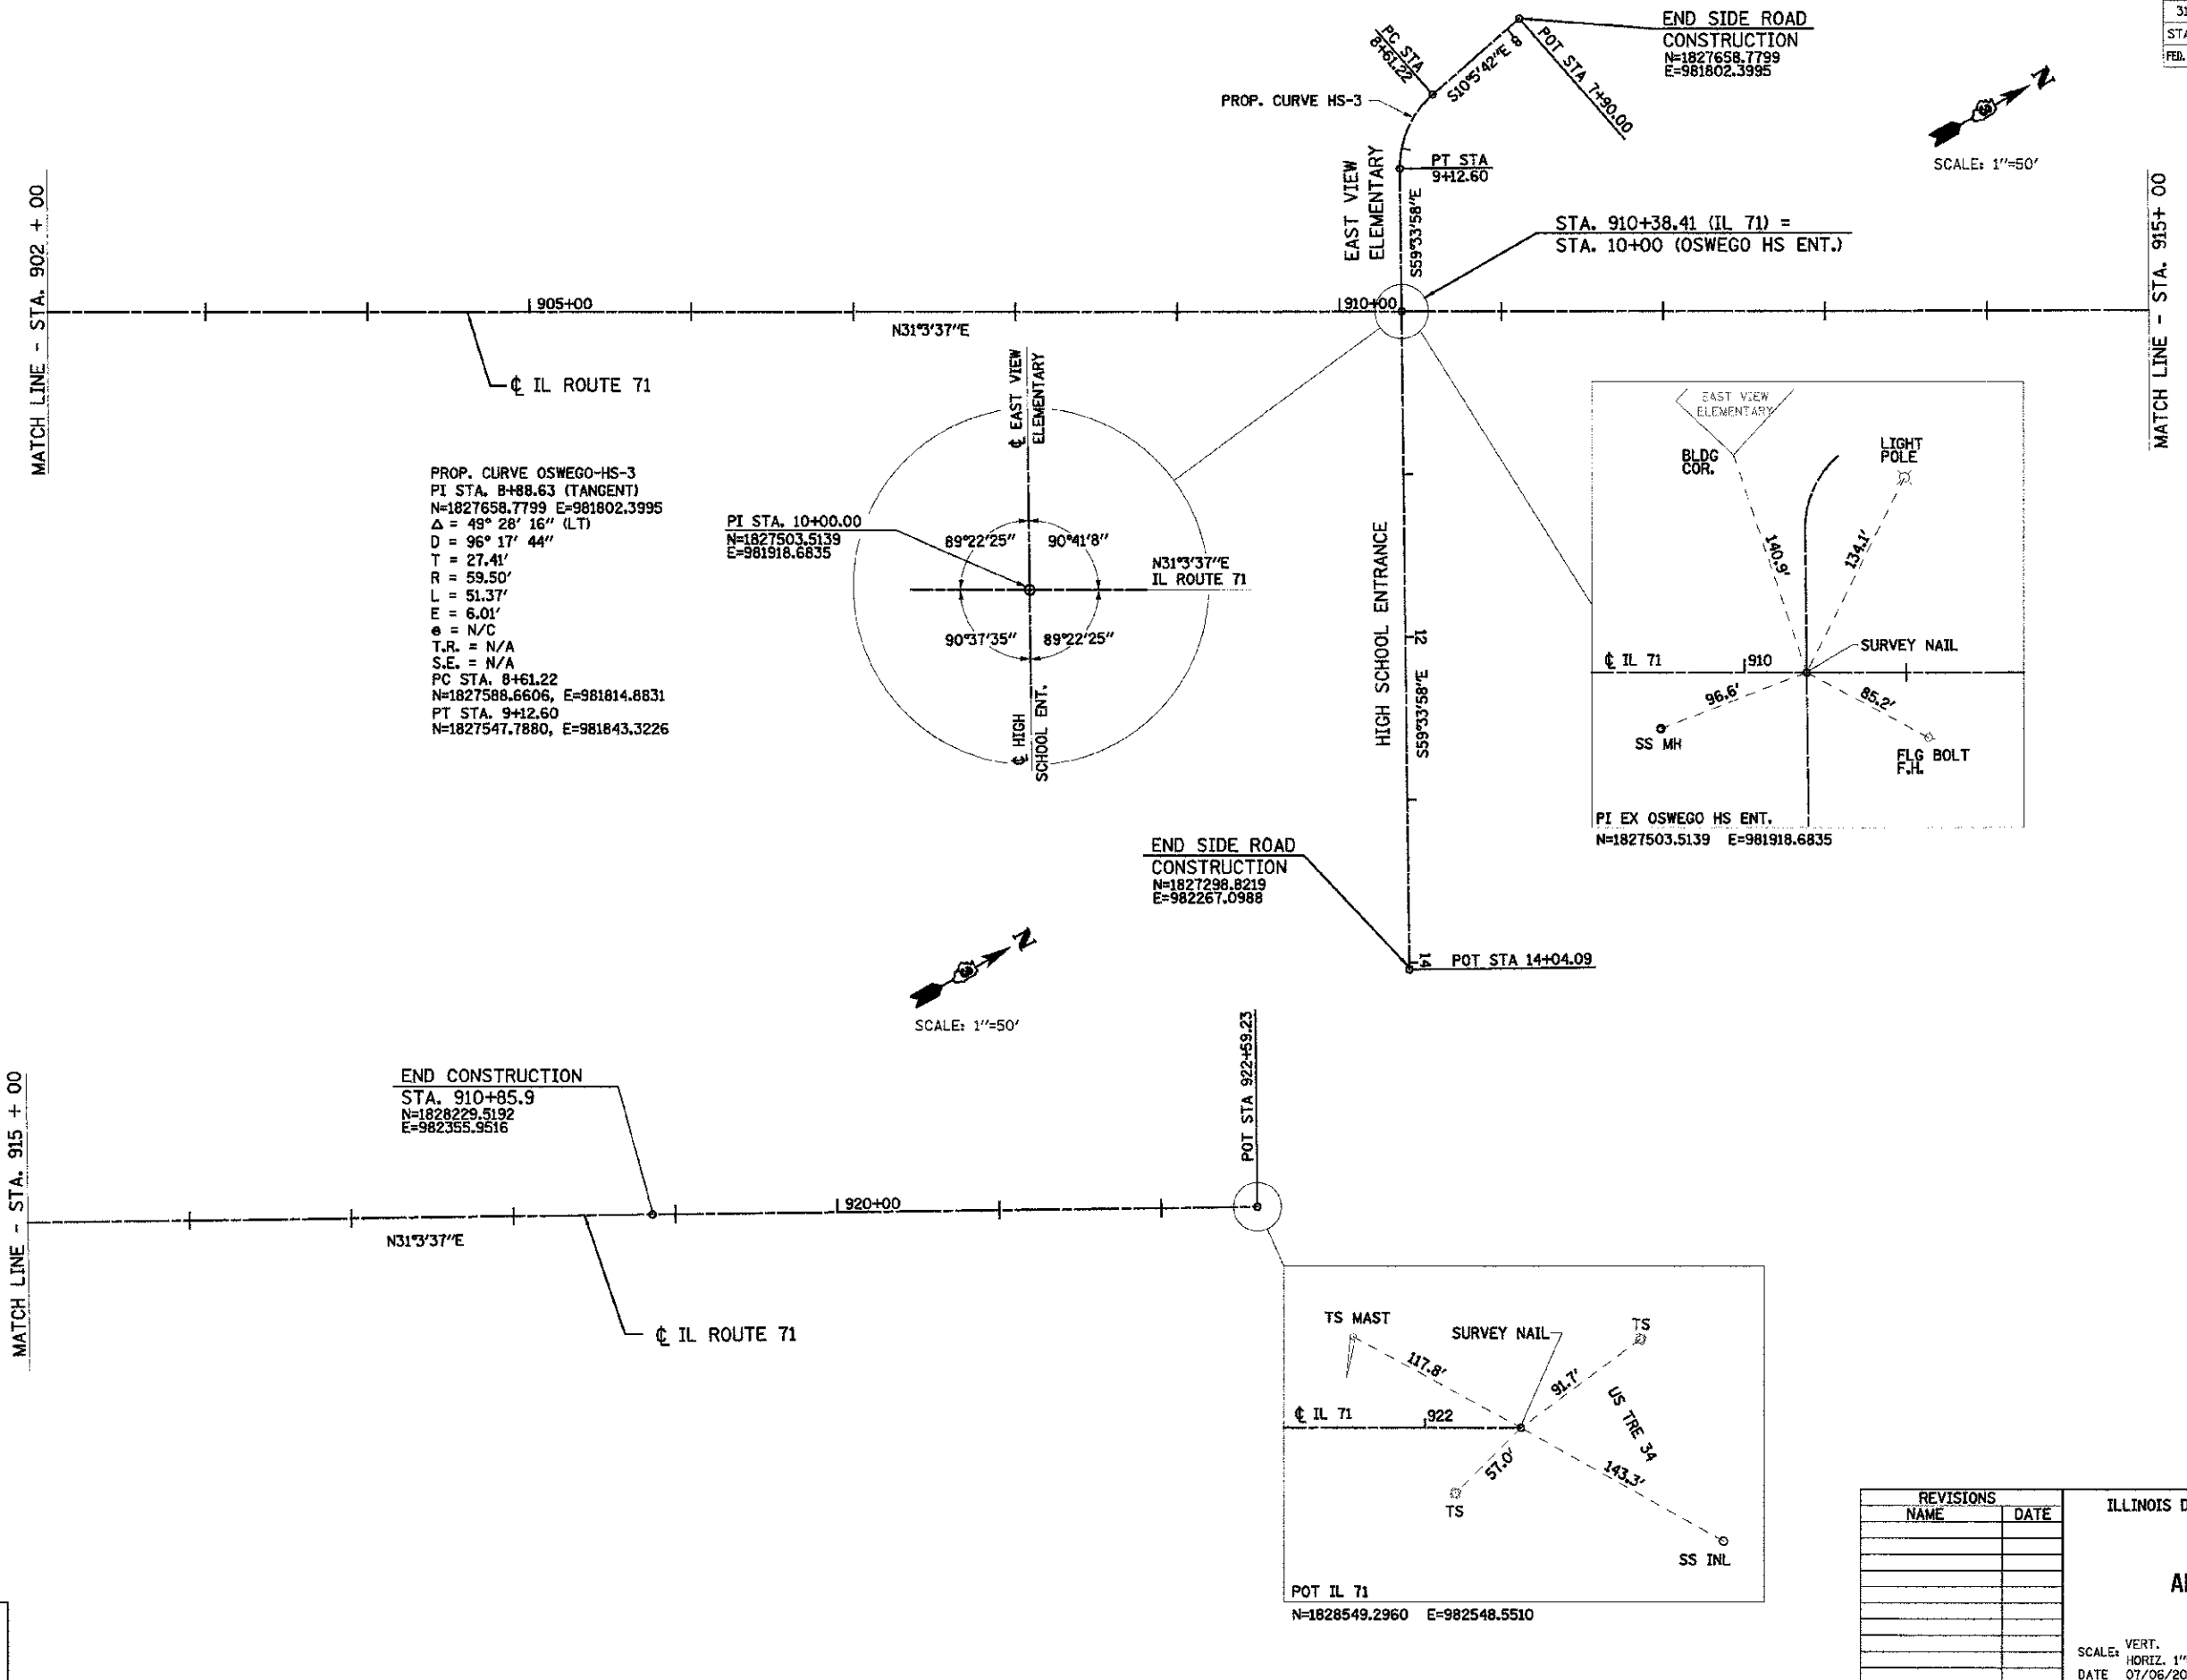 31
STA
FED.
END SIDE ROAD
CONSTRUCTION
N=1827658.7799
E=981802.3995
PC STA
8+61.22
S10°5'42"E
8
POT STA 7+90.00
PROP. CURVE HS-3
PT STA
9+12.60
N
SCALE: 1"=50'
EAST VIEW
ELEMENTARY
S59°33'58"E
STA. 910+38.41 (IL 71) =
STA. 10+00 (OSWEGO HS ENT.)
MATCH LINE - STA. 902 + 00
905+00
910+00
N31°3'37"E
MATCH LINE - STA. 915+ 00
℄ IL ROUTE 71
PROP. CURVE OSWEGO-HS-3
PI STA. 8+88.63 (TANGENT)
N=1827658.7799 E=981802.3995
Δ = 49° 28' 16" (LT)
D = 96° 17' 44"
T = 27.41'
R = 59.50'
L = 51.37'
E = 6.01'
e = N/C
T.R. = N/A
S.E. = N/A
PC STA. 8+61.22
N=1827588.6606, E=981814.8831
PT STA. 9+12.60
N=1827547.7880, E=981843.3226
℄ EAST VIEW
ELEMENTARY
PI STA. 10+00.00
N=1827503.5139
E=981918.6835
89°22'25"
90°41'8"
N31°3'37"E
IL ROUTE 71
90°37'35"
89°22'25"
℄ HIGH
SCHOOL ENT.
HIGH SCHOOL ENTRANCE
12
S59°33'58"E
EAST VIEW
ELEMENTARY
BLDG
COR.
LIGHT
POLE
140.9'
134.1'
SURVEY NAIL
℄ IL 71
910
96.6'
85.2'
SS MH
FLG BOLT
F.H.
PI EX OSWEGO HS ENT.
N=1827503.5139 E=981918.6835
END SIDE ROAD
CONSTRUCTION
N=1827298.8219
E=982267.0988
14
POT STA 14+04.09
N
SCALE: 1"=50'
MATCH LINE - STA. 915 + 00
END CONSTRUCTION
STA. 910+85.9
N=1828229.5192
E=982355.9516
POT STA 922+59.23
920+00
N31°3'37"E
℄ IL ROUTE 71
TS MAST
SURVEY NAIL
TS
117.8'
91.7'
US TRE 34
℄ IL 71
922
57.0'
143.3'
TS
SS INL
POT IL 71
N=1828549.2960 E=982548.5510
REVISIONS
NAME DATE
ILLINOIS D
SCALE: VERT.
HORIZ. 1"
DATE 07/06/20